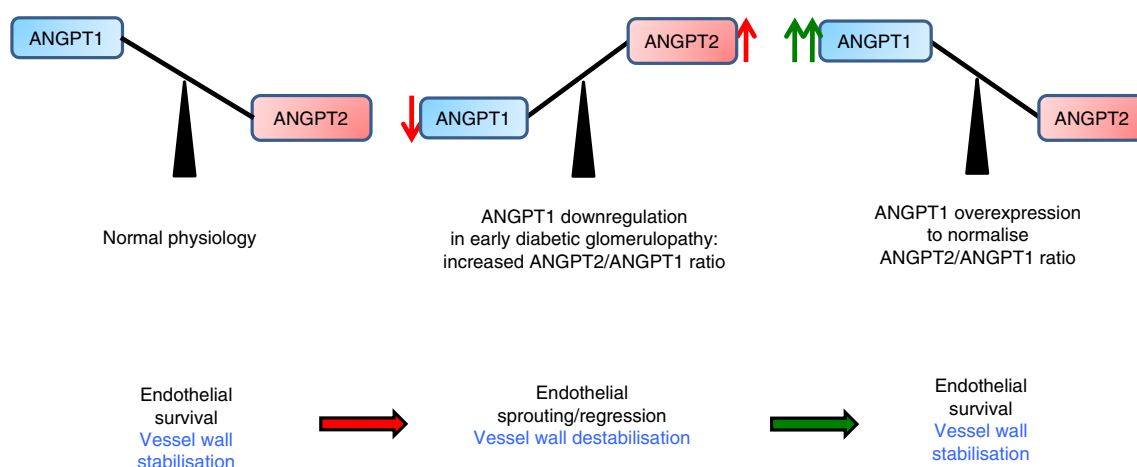 ANGPT1
ANGPT2
Normal physiology
ANGPT2
ANGPT1
ANGPT1 downregulation
in early diabetic glomerulopathy:
increased ANGPT2/ANGPT1 ratio
ANGPT1
ANGPT2
ANGPT1 overexpression
to normalise
ANGPT2/ANGPT1 ratio
Endothelial
survival
Vessel wall
stabilisation
Endothelial
sprouting/regression
Vessel wall destabilisation
Endothelial
survival
Vessel wall
stabilisation